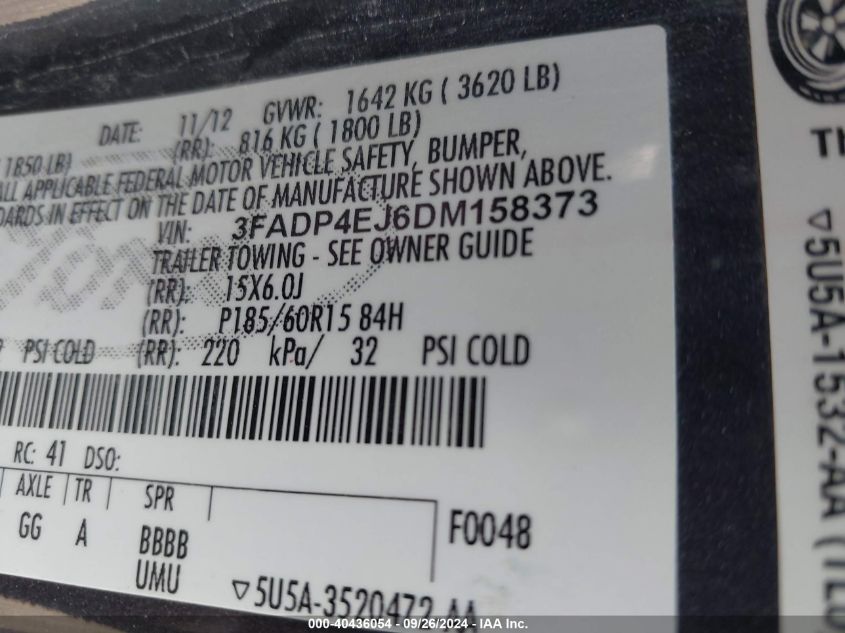 DATE: 11/12 GVWR: 1642 KG ( 3620 LB)
1850 LB) (RR): 816 KG ( 1800 LB)
ALL APPLICABLE FEDERAL MOTOR VEHICLE SAFETY, BUMPER,
IN EFFECT ON THE DATE OF MANUFACTURE SHOWN ABOVE.
VIN: 3FADP4EJ6DM158373
TRAILER TOWING - SEE OWNER GUIDE
(RR): 15X6.0J
(RR): P185/60R15 84H
PSI COLD (RR): 220 kPa/ 32 PSI COLD
RC: 41 DSO:
AXLE TR SPR
GG A BBBB F0048
UMU
5U5A-3520472-AA
5U5A-1532-AA
000-40436054 - 09/26/2024 - IAA Inc.